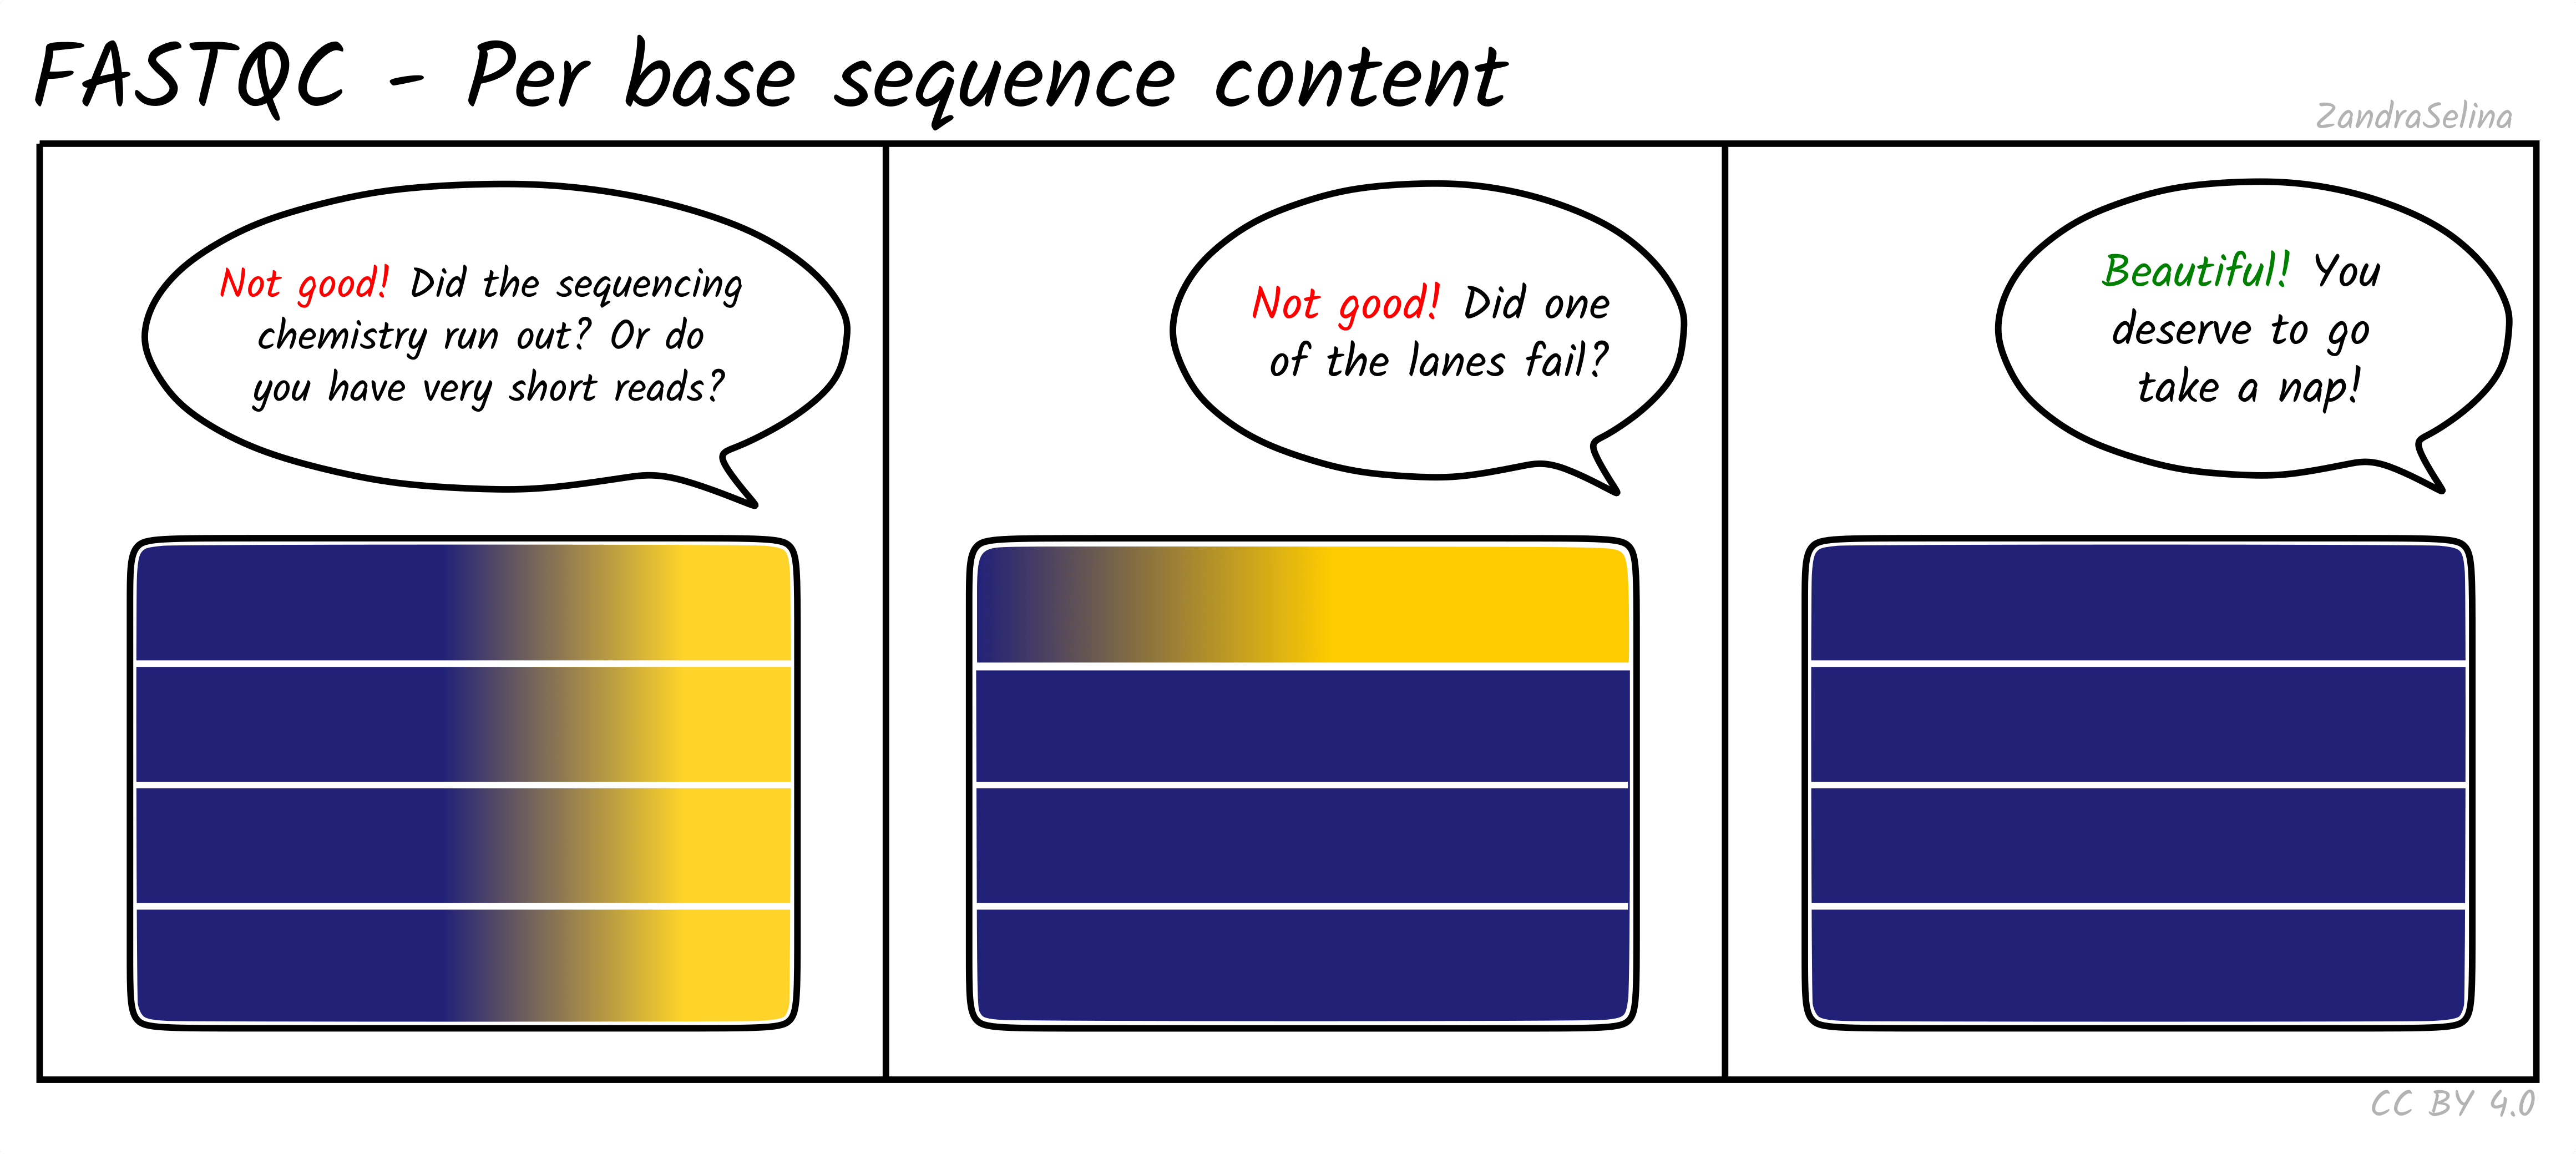 FASTQC - Per base sequence content
ZandraSelina
Not good! Did the sequencing
chemistry run out? Or do
you have very short reads?
Not good! Did one
of the lanes fail?
Beautiful! You
deserve to go
take a nap!
CC BY 4.0